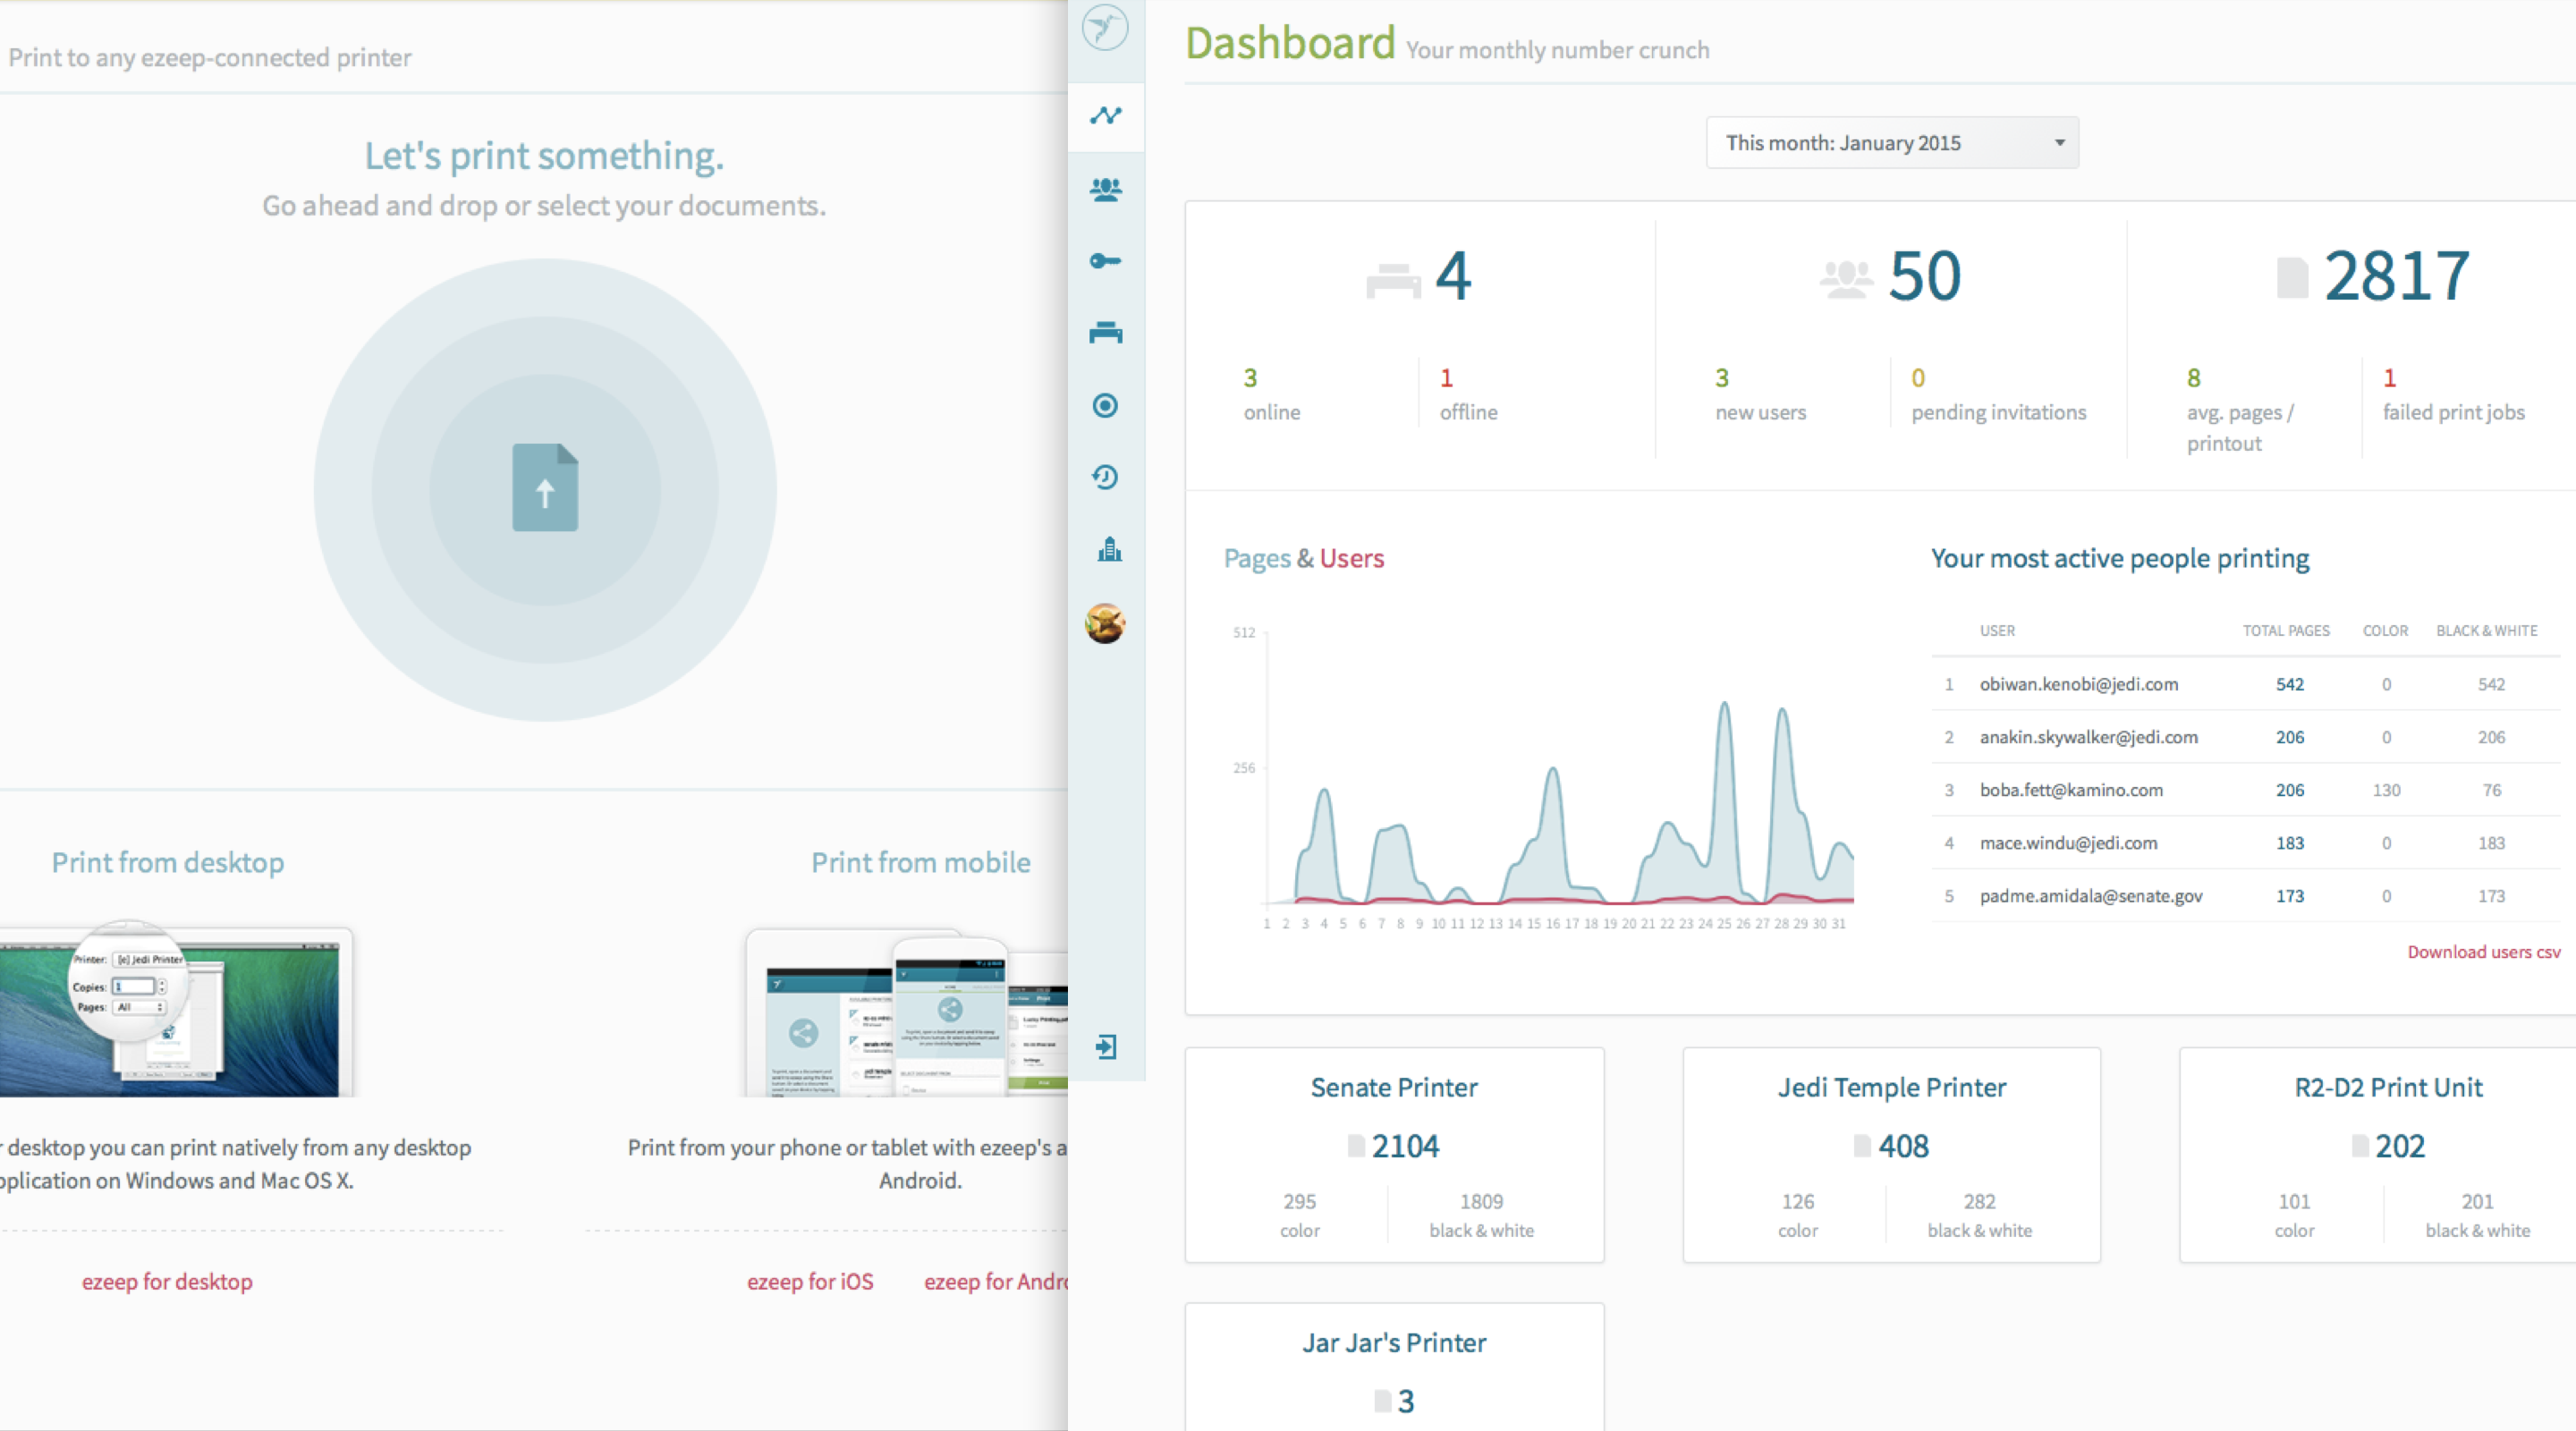 Print to any ezeep-connected printer
Let's print something.
Go ahead and drop or select your documents.
Print from desktop
Print from mobile
Printer: [e] Jedi Printer
Copies: 1
Pages: All
desktop you can print natively from any desktop
application on Windows and Mac OS X.
Print from your phone or tablet with ezeep's a
Android.
ezeep for desktop
ezeep for iOS
ezeep for Andro
Dashboard Your monthly number crunch
This month: January 2015
4
3
online
1
offline
50
3
new users
0
pending invitations
2817
8
avg. pages /
printout
1
failed print jobs
Pages & Users
512
256
1 2 3 4 5 6 7 8 9 10 11 12 13 14 15 16 17 18 19 20 21 22 23 24 25 26 27 28 29 30 31
Your most active people printing
USER TOTAL PAGES COLOR BLACK & WHITE
1 obiwan.kenobi@jedi.com 542 0 542
2 anakin.skywalker@jedi.com 206 0 206
3 boba.fett@kamino.com 206 130 76
4 mace.windu@jedi.com 183 0 183
5 padme.amidala@senate.gov 173 0 173
Download users csv
Senate Printer
2104
295
color
1809
black & white
Jedi Temple Printer
408
126
color
282
black & white
R2-D2 Print Unit
202
101
color
201
black & white
Jar Jar's Printer
3